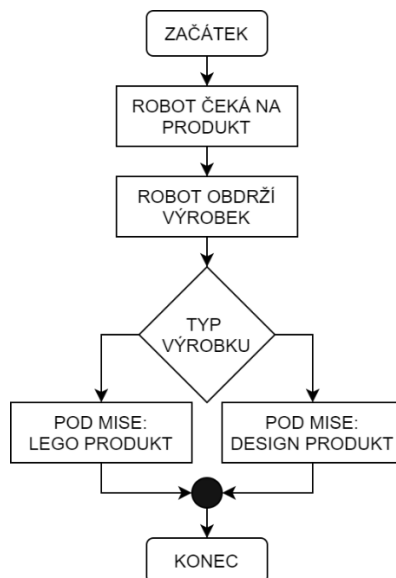 ZAČÁTEK
ROBOT ČEKÁ NA
PRODUKT
ROBOT OBDRŽÍ
VÝROBEK
TYP
VÝROBKU
POD MISE:
LEGO PRODUKT
POD MISE:
DESIGN PRODUKT
KONEC